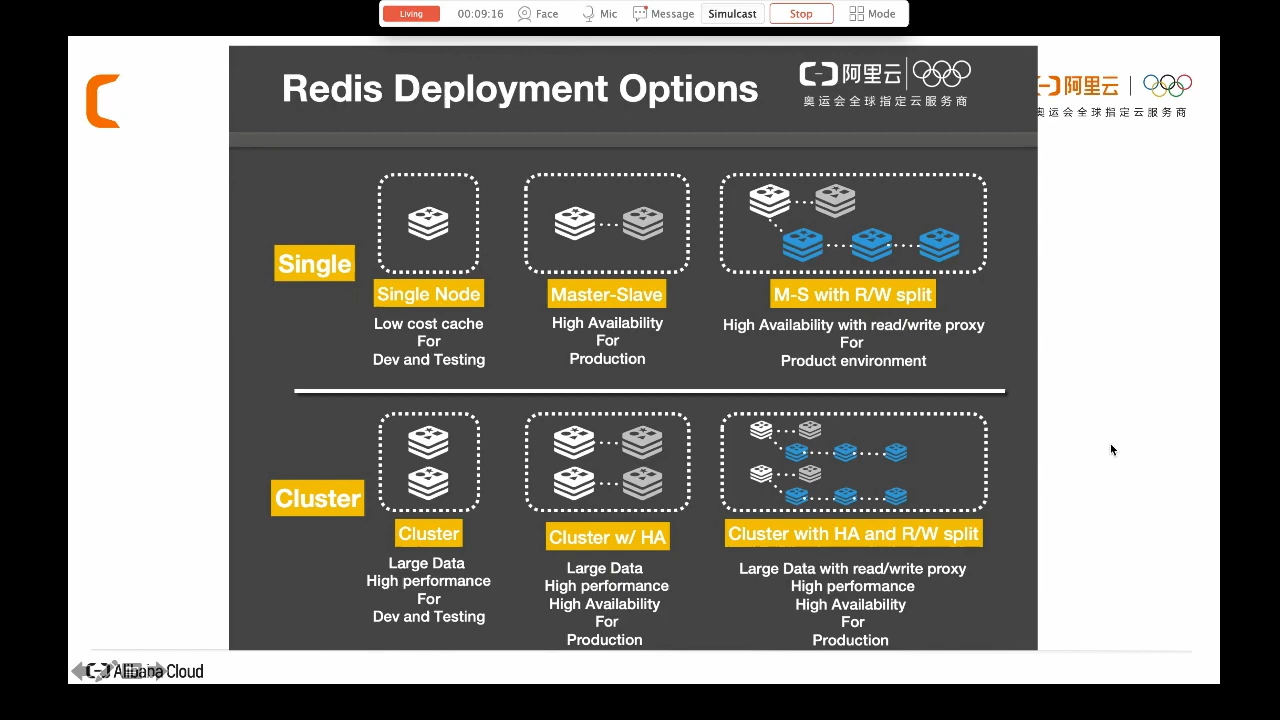 Living 00:09:16 Face Mic Message Simulcast Stop Mode
Redis Deployment Options
阿里云
奥运会全球指定云服务商
阿里云
奥运会全球指定云服务商
Single
Single Node
Low cost cache
For
Dev and Testing
Master-Slave
High Availability
For
Production
M-S with R/W split
High Availability with read/write proxy
For
Product environment
Cluster
Cluster
Large Data
High performance
For
Dev and Testing
Cluster w/ HA
Large Data
High performance
High Availability
For
Production
Cluster with HA and R/W split
Large Data with read/write proxy
High performance
High Availability
For
Production
Alibaba Cloud